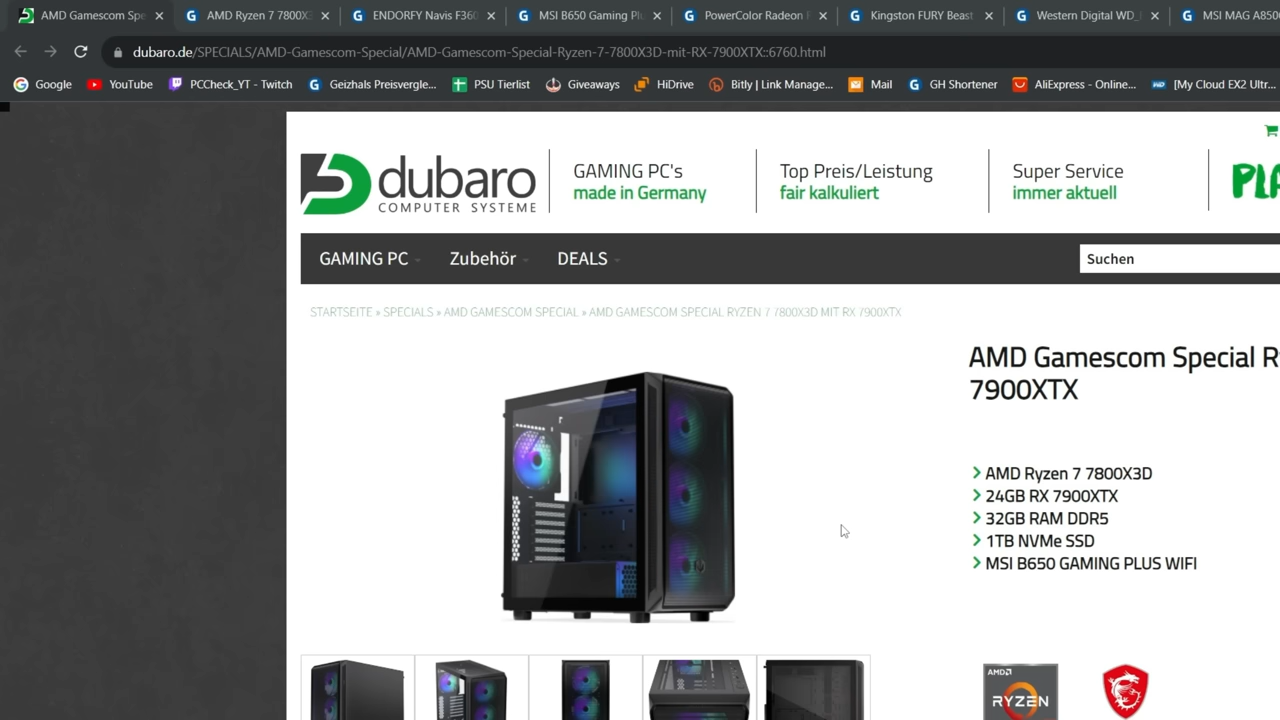 AMD Gamescom Spe
AMD Ryzen 7 7800X3
ENDORFY Navis F360
MSI B650 Gaming Pl
PowerColor Radeon
Kingston FURY Beast
Western Digital WD_
MSI MAG A850
dubaro.de/SPECIALS/AMD-Gamescom-Special/AMD-Gamescom-Special-Ryzen-7-7800X3D-mit-RX-7900XTX::6760.html
Google
YouTube
PCCheck_YT - Twitch
Geizhals Preisvergle...
PSU Tierlist
Giveaways
HiDrive
Bitly | Link Manage...
Mail
GH Shortener
AliExpress - Online...
[My Cloud EX2 Ultr...
dubaro
COMPUTER SYSTEME
GAMING PC's
made in Germany
Top Preis/Leistung
fair kalkuliert
Super Service
immer aktuell
GAMING PC
Zubehör
DEALS
Suchen
STARTSEITE » SPECIALS » AMD GAMESCOM SPECIAL » AMD GAMESCOM SPECIAL RYZEN 7 7800X3D MIT RX 7900XTX
AMD Gamescom Special R
7900XTX
AMD Ryzen 7 7800X3D
24GB RX 7900XTX
32GB RAM DDR5
1TB NVMe SSD
MSI B650 GAMING PLUS WIFI
AMD
RYZEN